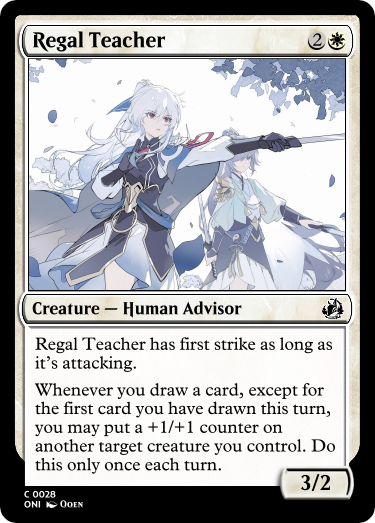 Regal Teacher 2
Creature — Human Advisor
Regal Teacher has first strike as long as
it's attacking.
Whenever you draw a card, except for
the first card you have drawn this turn,
you may put a +1/+1 counter on
another target creature you control. Do
this only once each turn.
3/2
C 0028
ONI Ooen